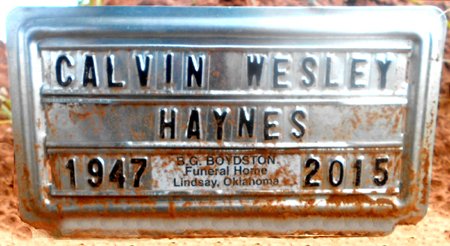 CALVIN WESLEY
HAYNES
1947 B.G. BOYDSTON 2015
Funeral Home
Lindsay, Oklahoma